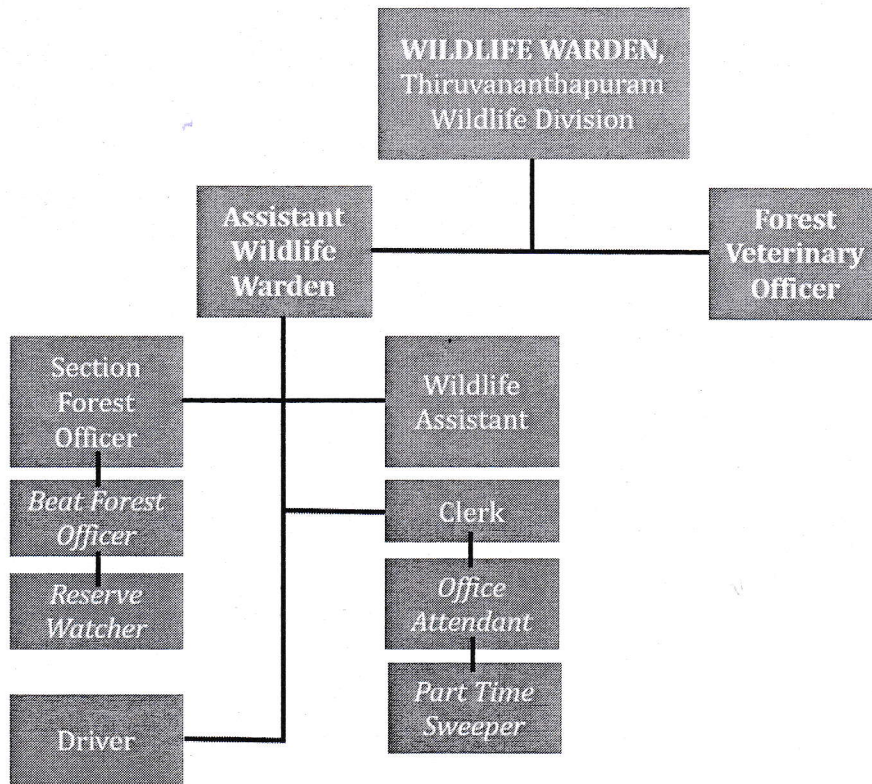 WILDLIFE WARDEN,
Thiruvananthapuram
Wildlife Division
Assistant
Wildlife
Warden
Forest
Veterinary
Officer
Section
Forest
Officer
Wildlife
Assistant
Beat Forest
Officer
Clerk
Reserve
Watcher
Office
Attendant
Driver
Part Time
Sweeper